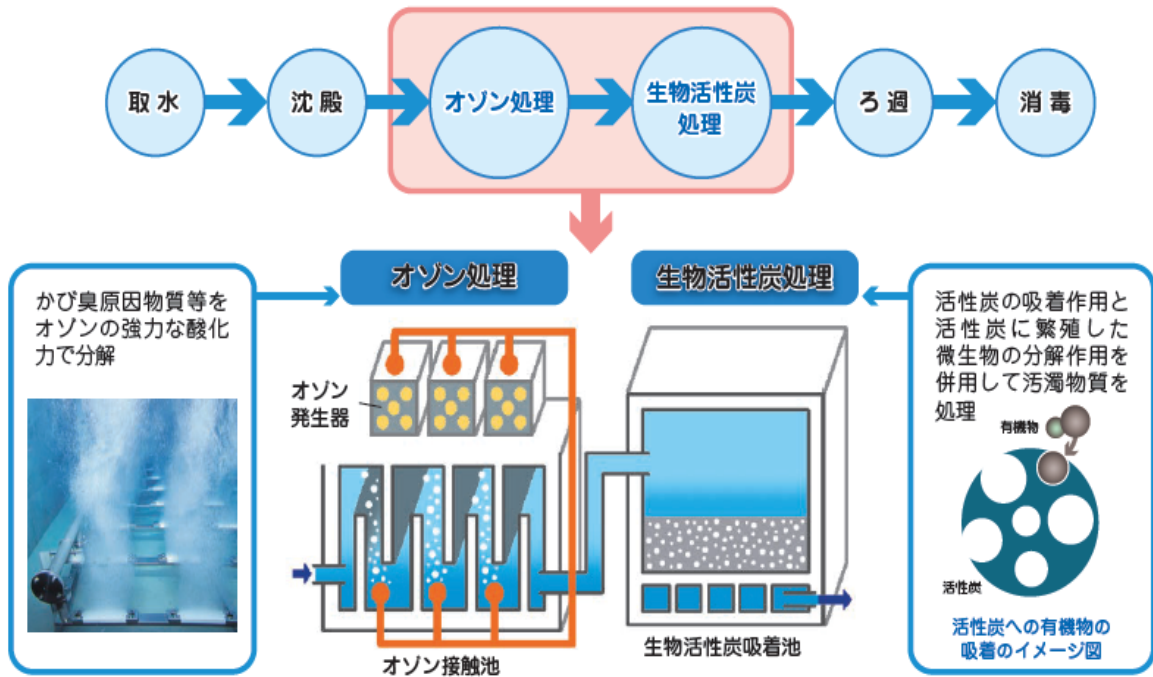 取水
沈殿
オゾン処理
生物活性炭
処理
ろ過
消毒
オゾン処理
生物活性炭処理
かび臭原因物質等を
オゾンの強力な酸化
力で分解
オゾン
発生器
オゾン接触池
生物活性炭吸着池
活性炭の吸着作用と
活性炭に繁殖した
微生物の分解作用を
併用して汚濁物質を
処理
有機物
活性炭
活性炭への有機物の
吸着のイメージ図